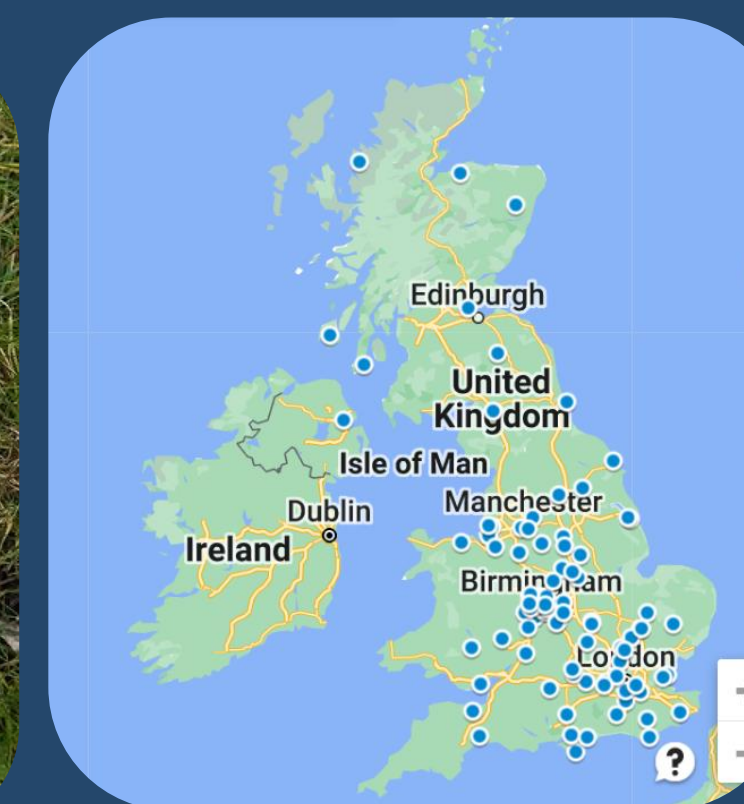 Edinburgh
United
Kingdom
Isle of Man
Manchester
Dublin
Ireland
Birmingham
London
?